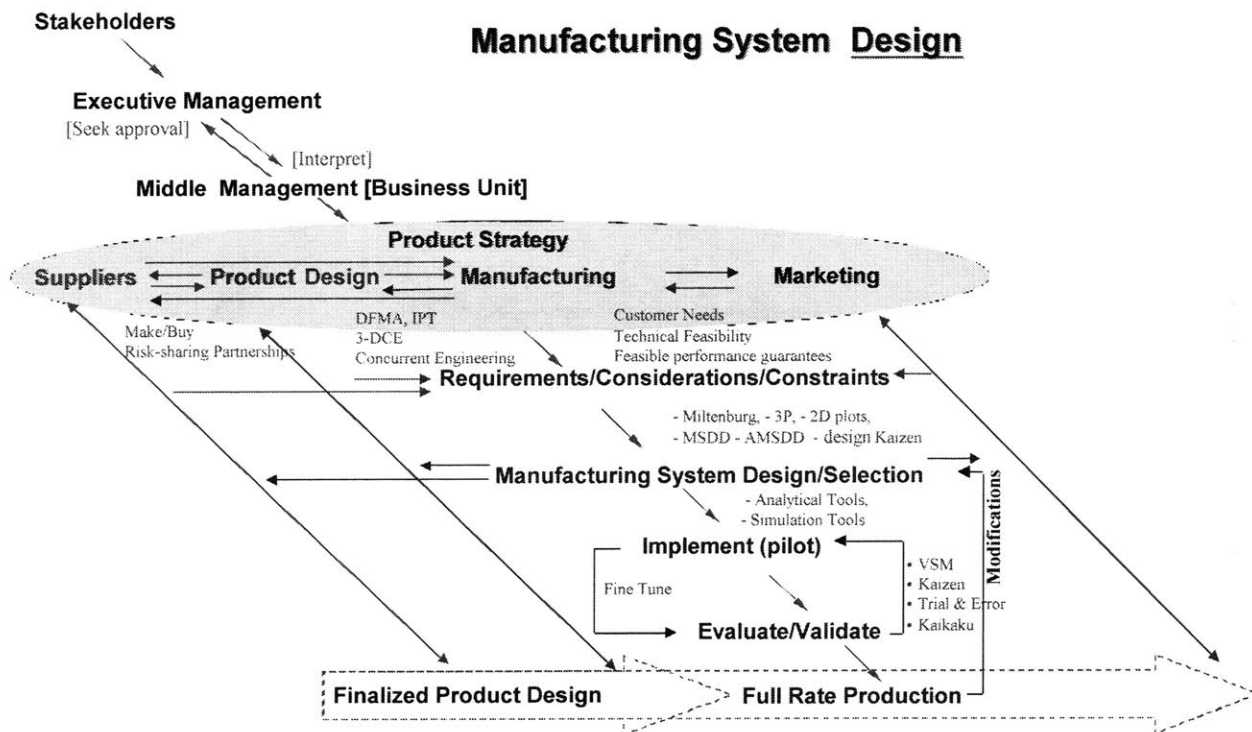 Stakeholders
Manufacturing System Design
Executive Management
[Seek approval]
[Interpret]
Middle Management [Business Unit]
Product Strategy
Suppliers
Product Design
Manufacturing
Marketing
Make/Buy
Risk-sharing Partnerships
DFMA, IPT
3-DCE
Concurrent Engineering
Customer Needs
Technical Feasibility
Feasible performance guarantees
Requirements/Considerations/Constraints
- Miltenburg, - 3P, - 2D plots,
- MSDD - AMSDD - design Kaizen
Manufacturing System Design/Selection
- Analytical Tools,
- Simulation Tools
Implement (pilot)
Fine Tune
• VSM
• Kaizen
• Trial & Error
• Kaikaku
Modifications
Evaluate/Validate
Finalized Product Design
Full Rate Production